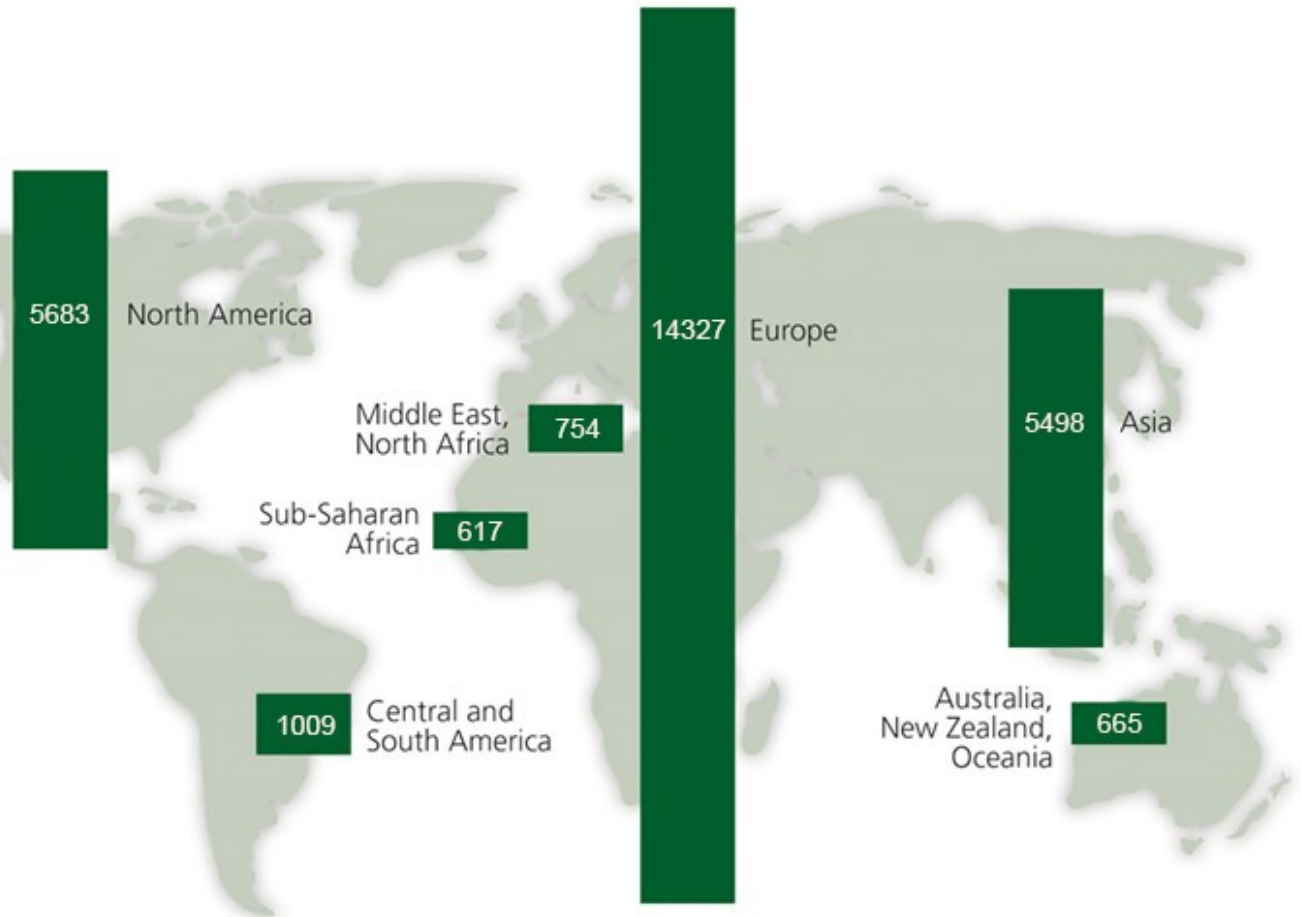 5683
North America
14327
Europe
Middle East,
North Africa
754
5498
Asia
Sub-Saharan
Africa
617
1009
Central and
South America
Australia,
New Zealand,
Oceania
665